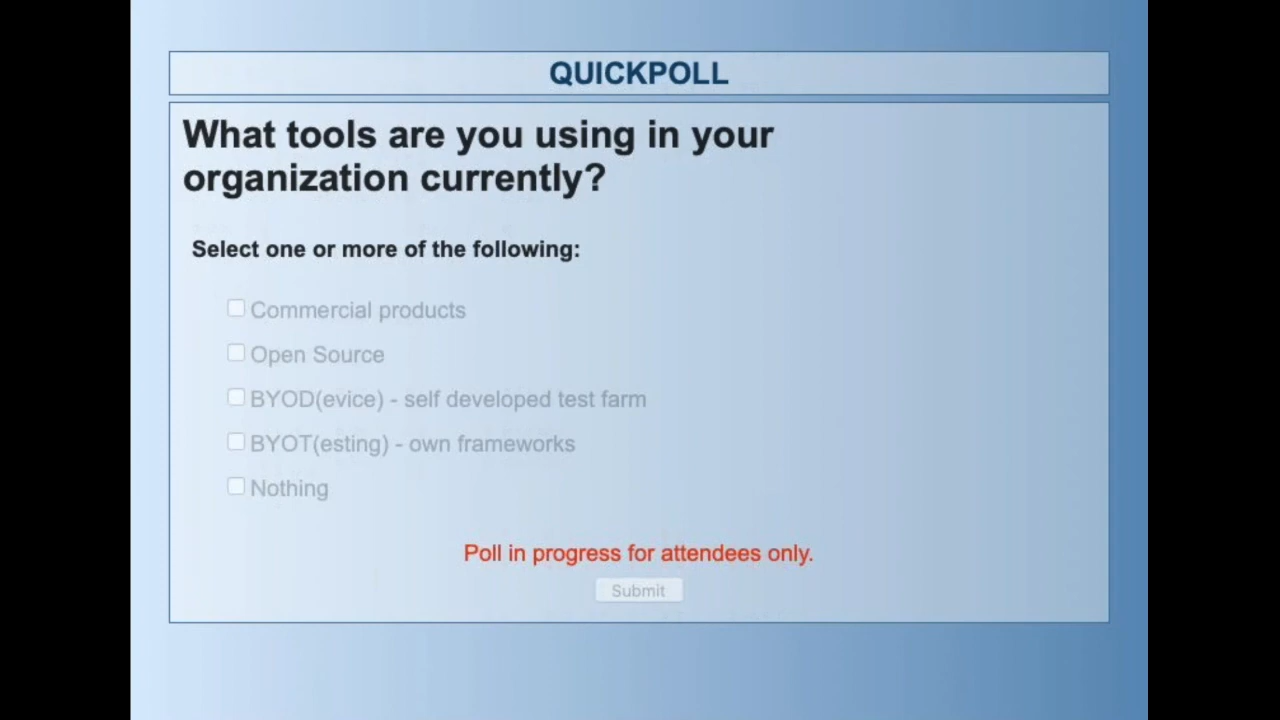 QUICKPOLL
What tools are you using in your
organization currently?
Select one or more of the following:
Commercial products
Open Source
BYOD(evice) - self developed test farm
BYOT(esting) - own frameworks
Nothing
Poll in progress for attendees only.
Submit